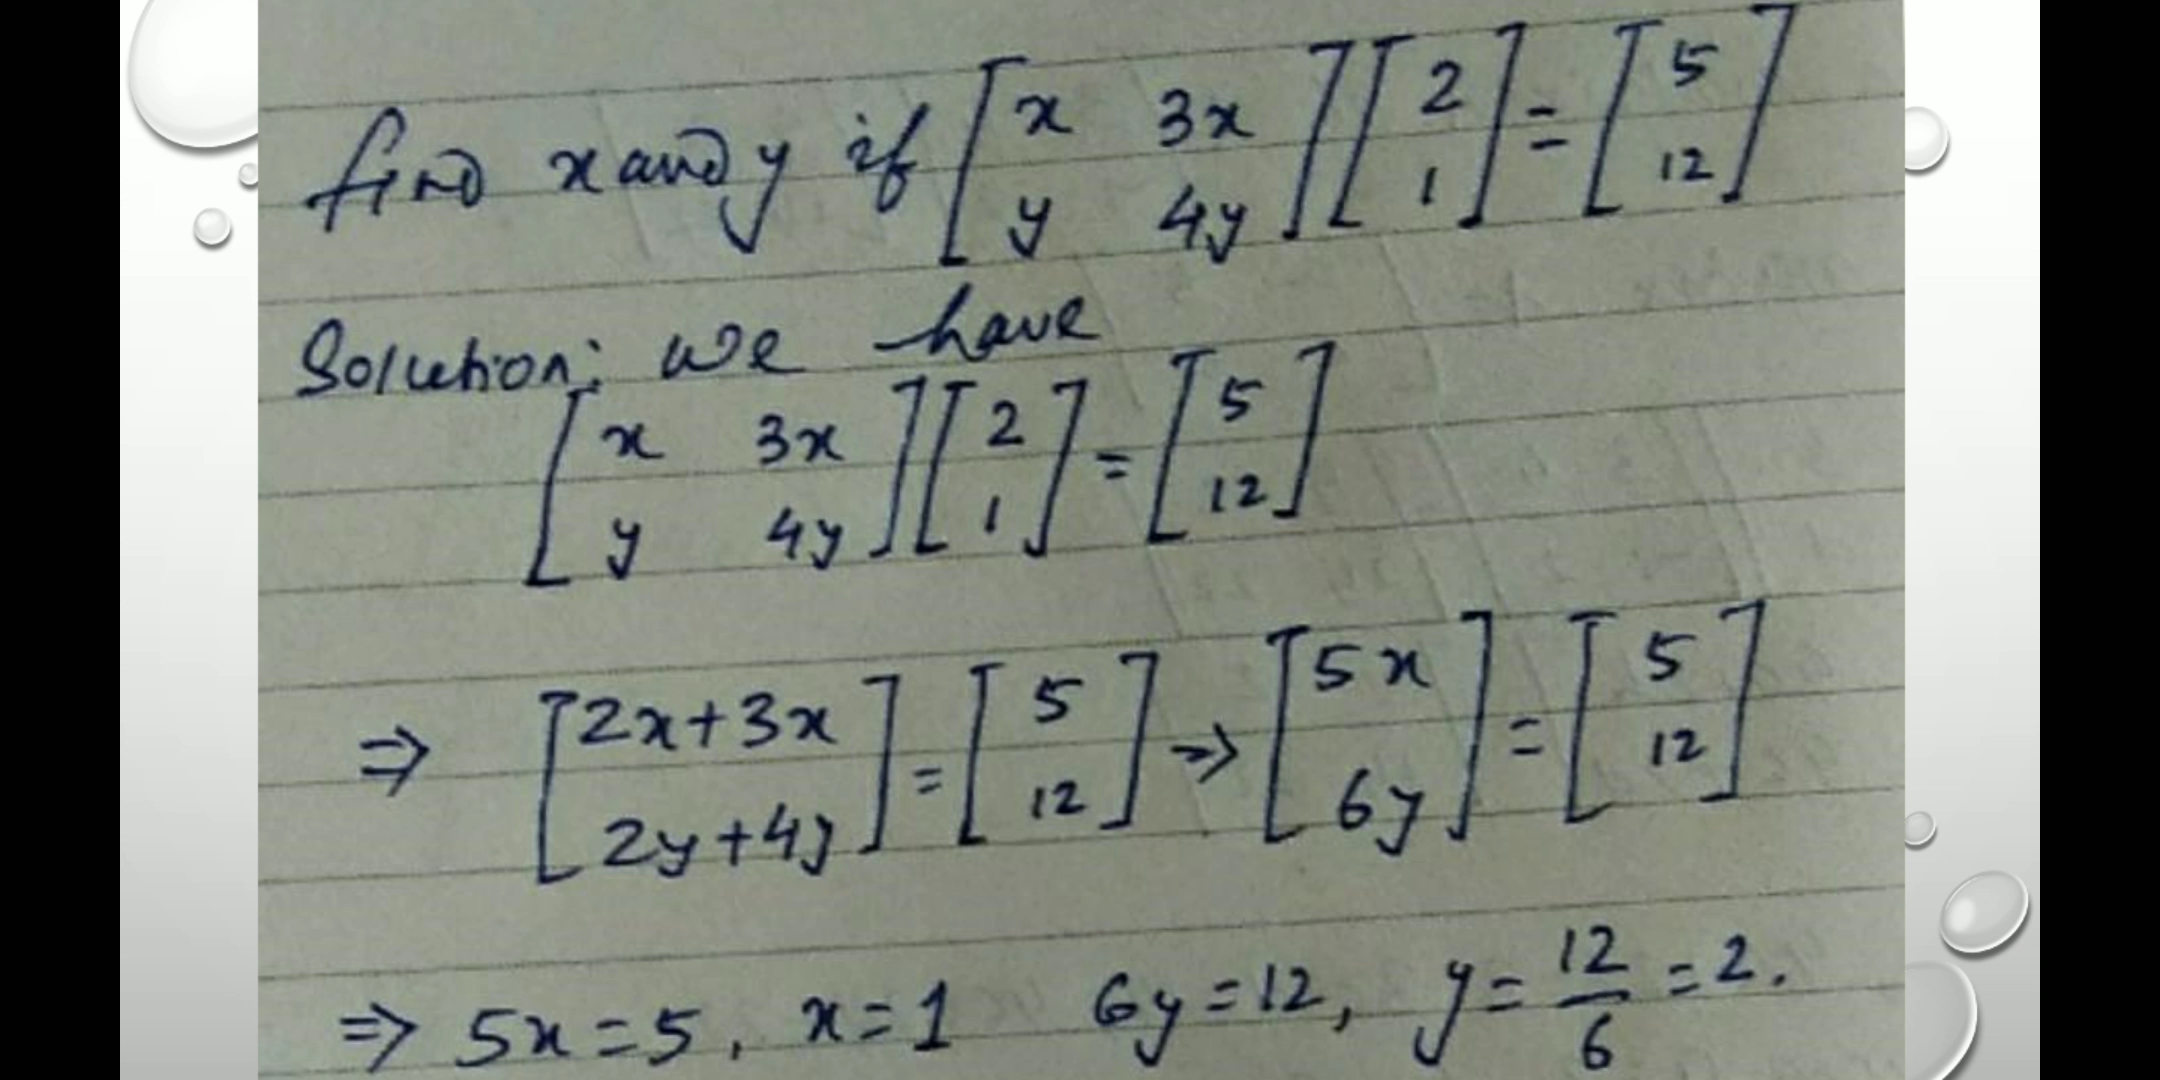 find x and y if [x 3x; y 4y] [2; 1] = [5; 12]
Solution: we have
[x 3x; y 4y] [2; 1] = [5; 12]
⇒ [2x+3x; 2y+4y] = [5; 12] ⇒ [5x; 6y] = [5; 12]
⇒ 5x=5, x=1 6y=12, y=12/6=2.